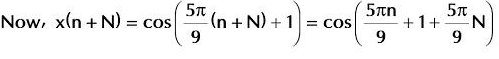 Now, x(n + N) = cos(5π/9 (n + N) + 1) = cos(5πn/9 + 1 + 5π/9 N)